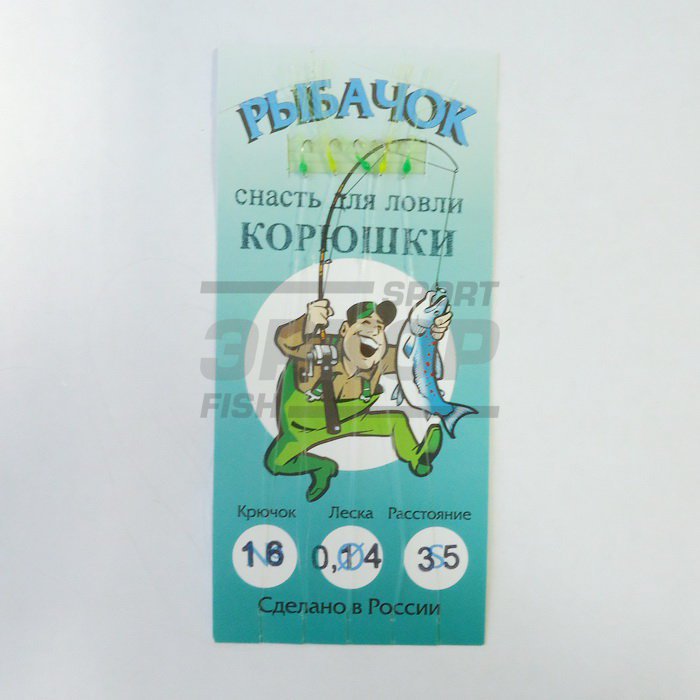 РЫБАЧОК
СНАСТЬ ДЛЯ ЛОВЛИ
КОРЮШКИ
SPORT
FISH
Крючок Леска Расстояние
16 0,14 35
Сделано в России